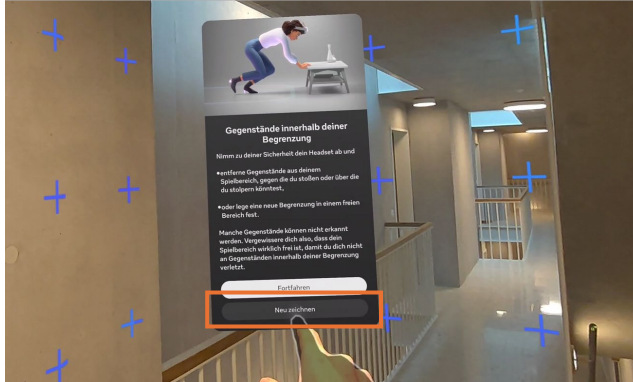 Gegenstände innerhalb deiner
Begrenzung
Nimm zu deiner Sicherheit dein Headset ab und
•entferne Gegenstände aus deinem
Spielbereich, gegen die du stoßen oder über die
du stolpern könntest,
•oder lege eine neue Begrenzung in einem freien
Bereich fest.
Manche Gegenstände können nicht erkannt
werden. Vergewissere dich also, dass dein
Spielbereich wirklich frei ist, damit du dich nicht
an Gegenständen innerhalb deiner Begrenzung
verletzt.
Fortfahren
Neu zeichnen